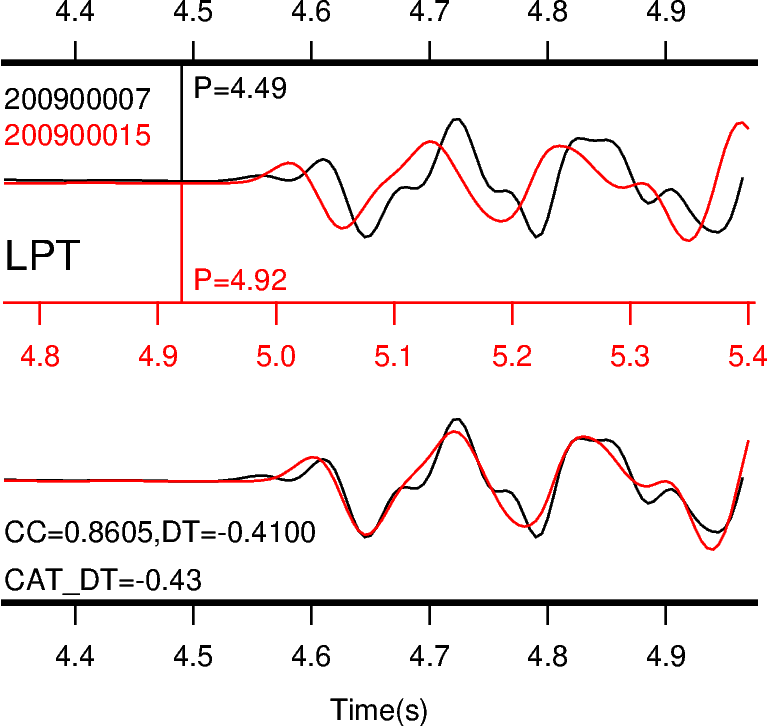 4.4 4.5 4.6 4.7 4.8 4.9
P=4.49
200900007
200900015
LPT
P=4.92
4.8 4.9 5.0 5.1 5.2 5.3 5.4
CC=0.8605,DT=-0.4100
CAT_DT=-0.43
4.4 4.5 4.6 4.7 4.8 4.9
Time(s)